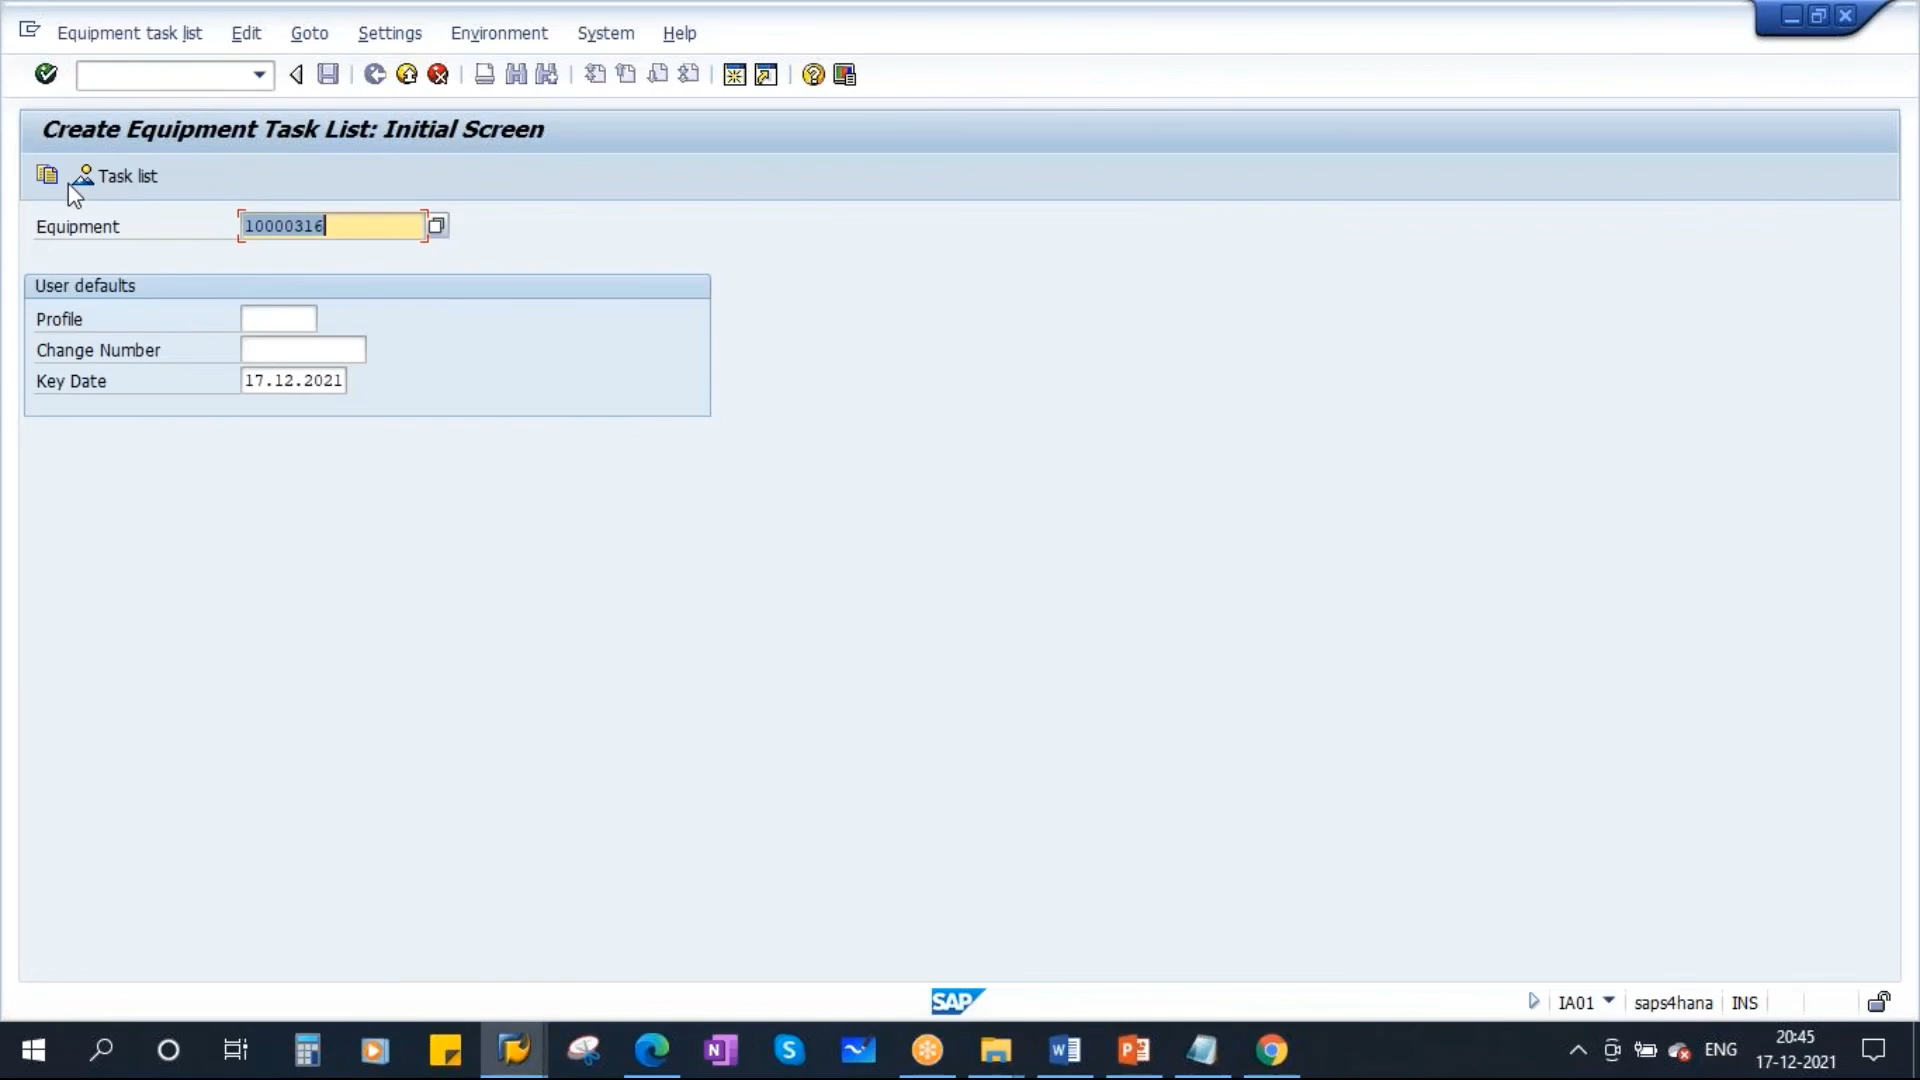 Equipment task list Edit Goto Settings Environment System Help
Create Equipment Task List: Initial Screen
Task list
Equipment 10000316
User defaults
Profile
Change Number
Key Date 17.12.2021
SAP IA01 saps4hana INS
N S W P ENG 20:45
17-12-2021